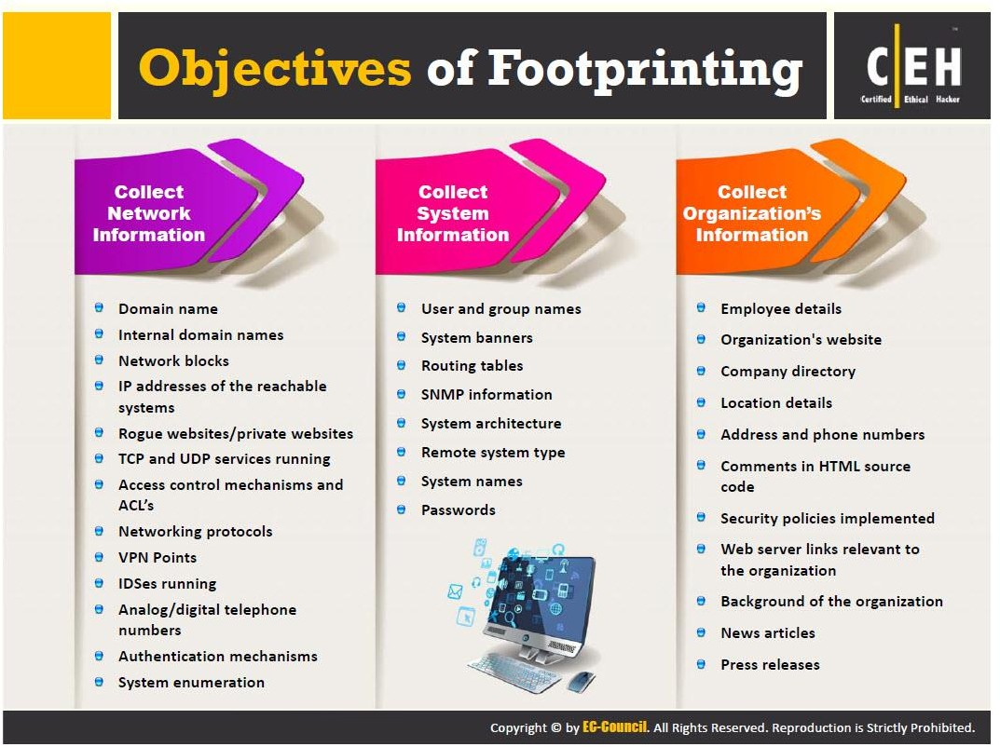 Objectives of Footprinting
C|EH
Certified Ethical Hacker
Collect
Network
Information
Domain name
Internal domain names
Network blocks
IP addresses of the reachable
systems
Rogue websites/private websites
TCP and UDP services running
Access control mechanisms and
ACL’s
Networking protocols
VPN Points
IDSes running
Analog/digital telephone
numbers
Authentication mechanisms
System enumeration
Collect
System
Information
User and group names
System banners
Routing tables
SNMP information
System architecture
Remote system type
System names
Passwords
Collect
Organization’s
Information
Employee details
Organization's website
Company directory
Location details
Address and phone numbers
Comments in HTML source
code
Security policies implemented
Web server links relevant to
the organization
Background of the organization
News articles
Press releases
Copyright © by EC-Council. All Rights Reserved. Reproduction is Strictly Prohibited.